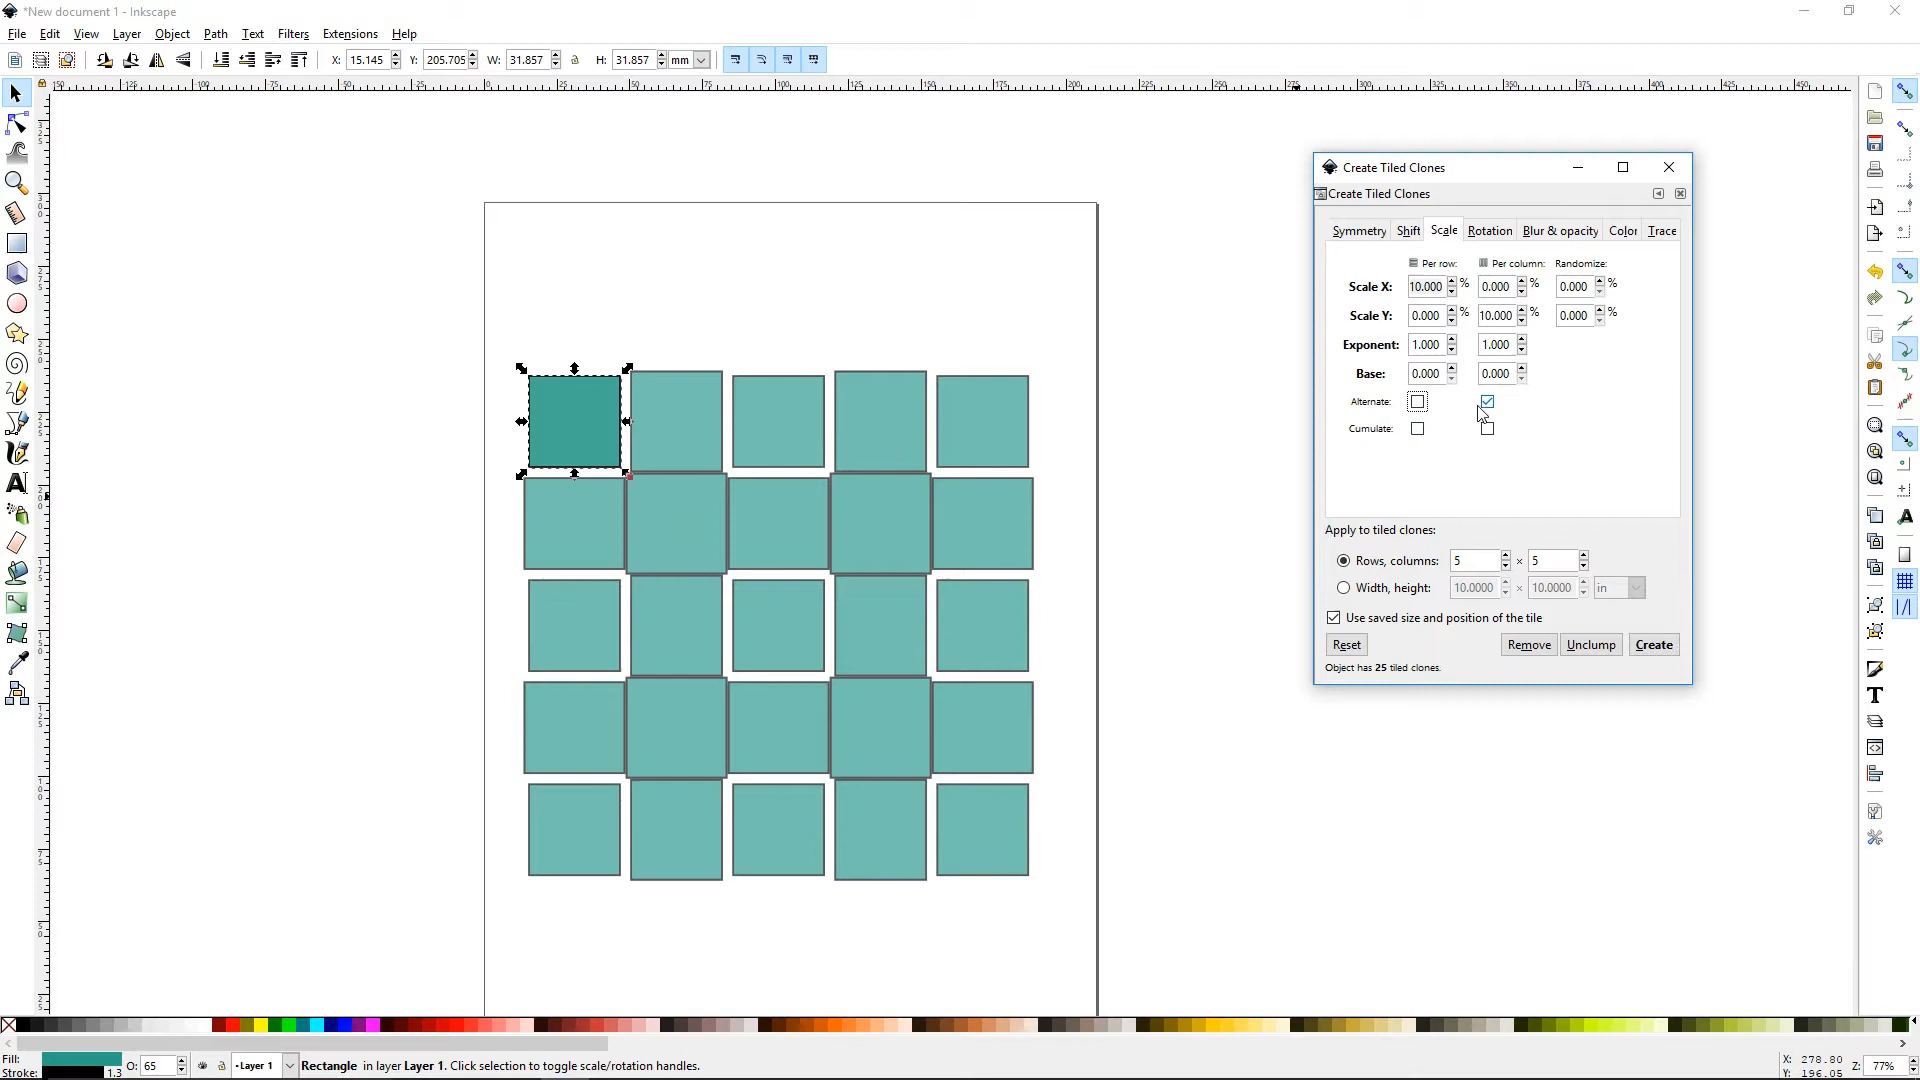 *New document 1 - Inkscape
File Edit View Layer Object Path Text Filters Extensions Help
X: 15.145 Y: 205.705 W: 31.857 H: 31.857 mm
Create Tiled Clones
Create Tiled Clones
Symmetry Shift Scale Rotation Blur & opacity Color Trace
Per row: Per column: Randomize:
Scale X: 10.000 % 0.000 % 0.000 %
Scale Y: 0.000 % 10.000 % 0.000 %
Exponent: 1.000 1.000
Base: 0.000 0.000
Alternate:
Cumulate:
Apply to tiled clones:
Rows, columns: 5 × 5
Width, height: 10.0000 × 10.0000 in
Use saved size and position of the tile
Reset Remove Unclump Create
Object has 25 tiled clones.
Fill:
Stroke: 1.3 O: 65 •Layer 1 Rectangle in layer Layer 1. Click selection to toggle scale/rotation handles.
X: 278.80
Y: 196.05 Z: 77%